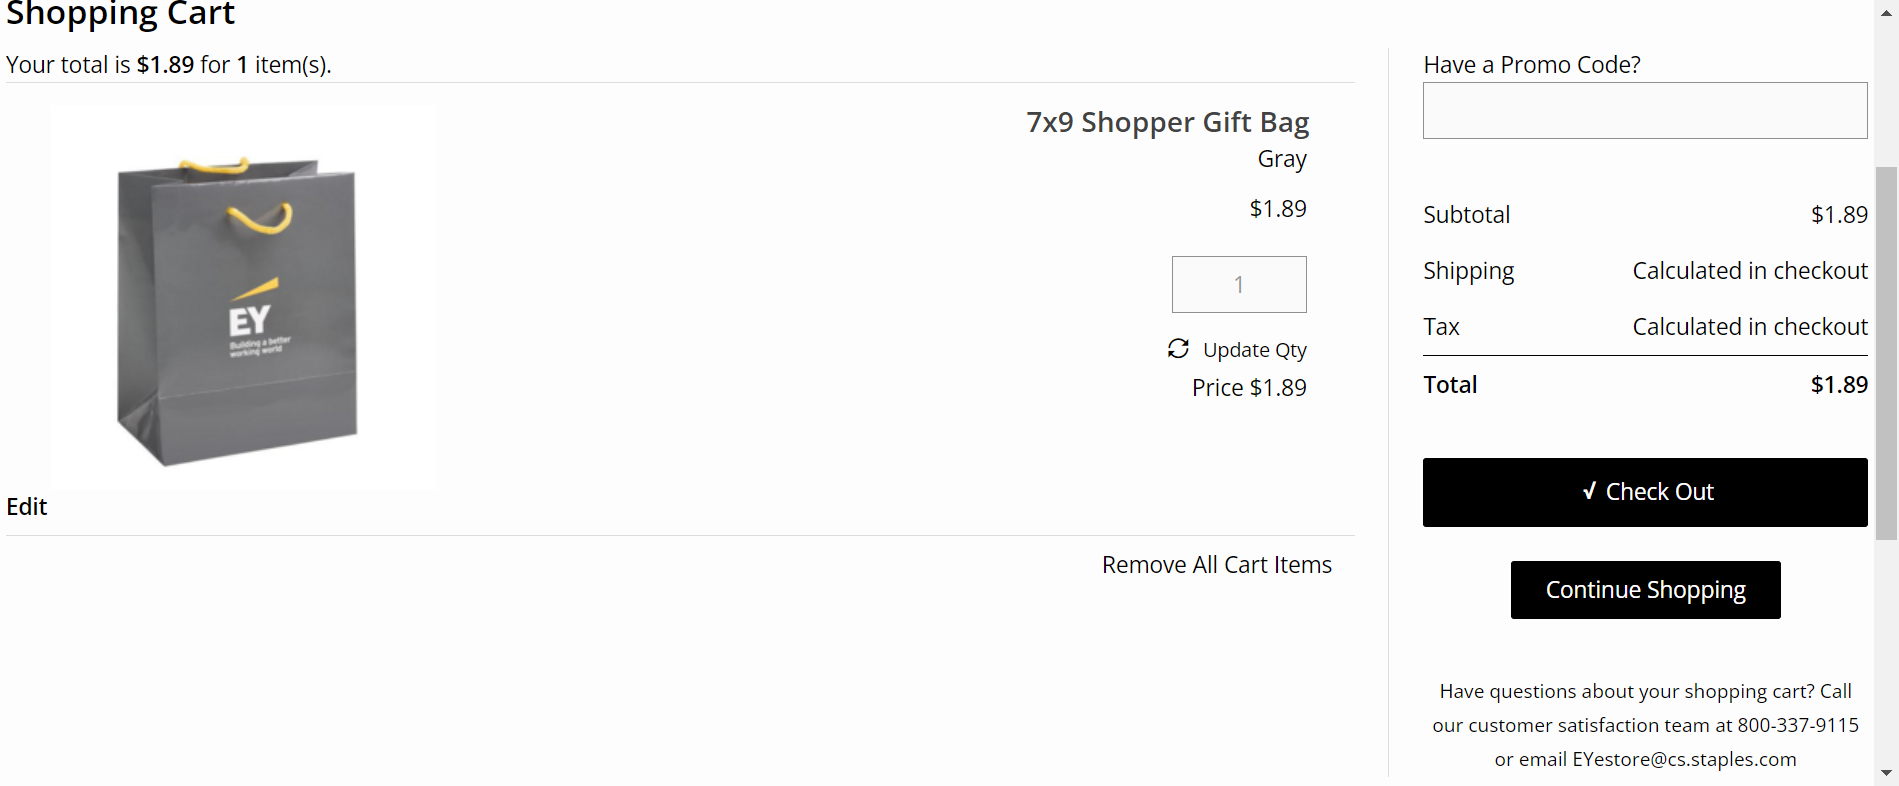 Shopping Cart
Your total is $1.89 for 1 item(s).
EY
Building a better
working world
7x9 Shopper Gift Bag
Gray
$1.89
1
Update Qty
Price $1.89
Edit
Remove All Cart Items
Have a Promo Code?
Subtotal $1.89
Shipping Calculated in checkout
Tax Calculated in checkout
Total $1.89
√ Check Out
Continue Shopping
Have questions about your shopping cart? Call
our customer satisfaction team at 800-337-9115
or email EYestore@cs.staples.com